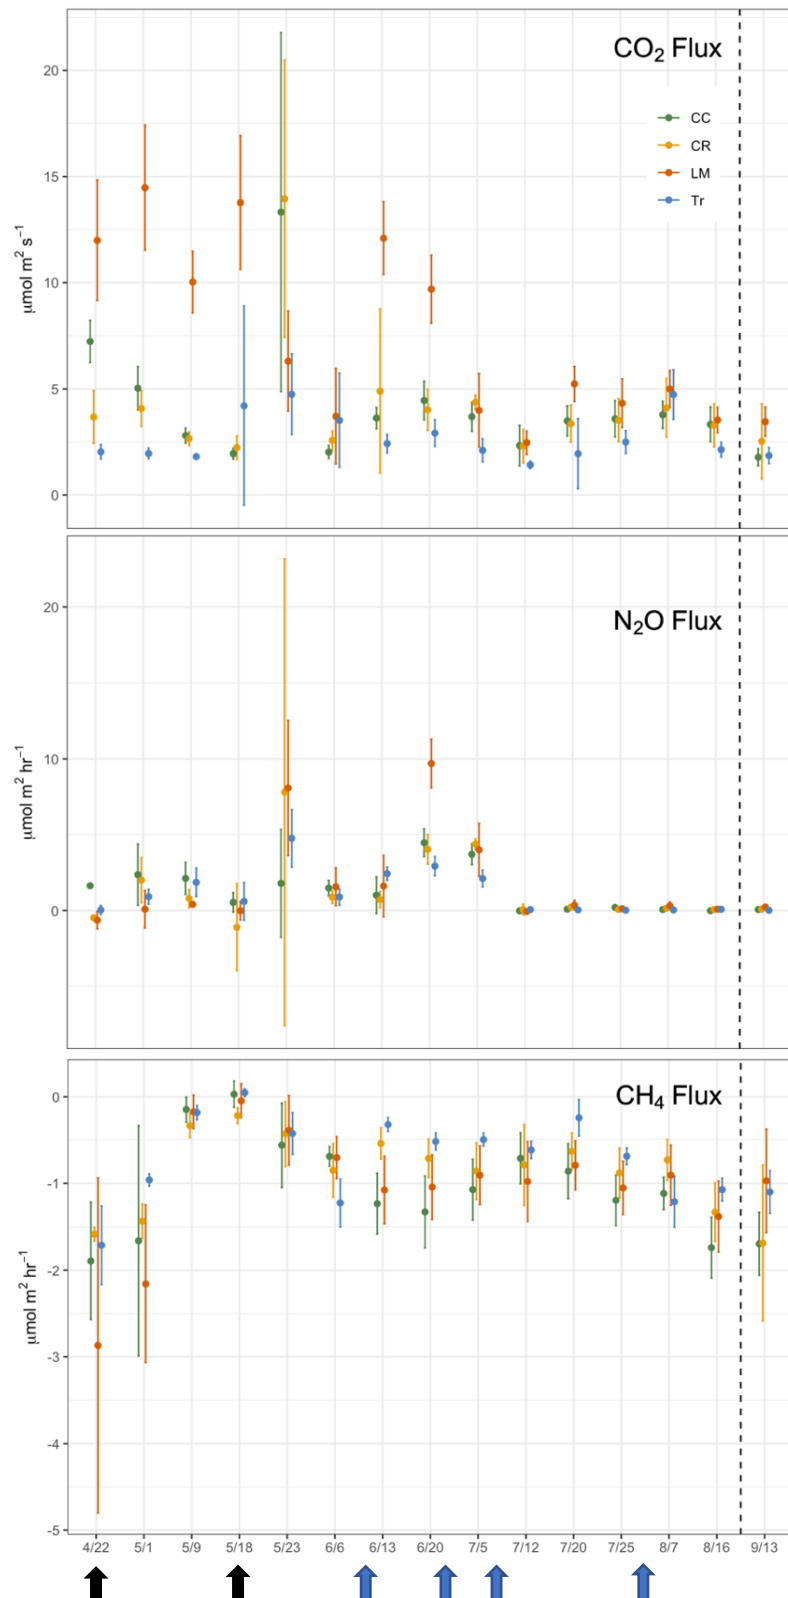 CO₂ Flux
20
15
10
5
0
μmol m² s⁻¹
CC
CR
LM
Tr
N₂O Flux
20
10
0
μmol m² hr⁻¹
CH₄ Flux
0
-1
-2
-3
-4
-5
μmol m² hr⁻¹
4/22 5/1 5/9 5/18 5/23 6/6 6/13 6/20 7/5 7/12 7/20 7/25 8/7 8/16 9/13